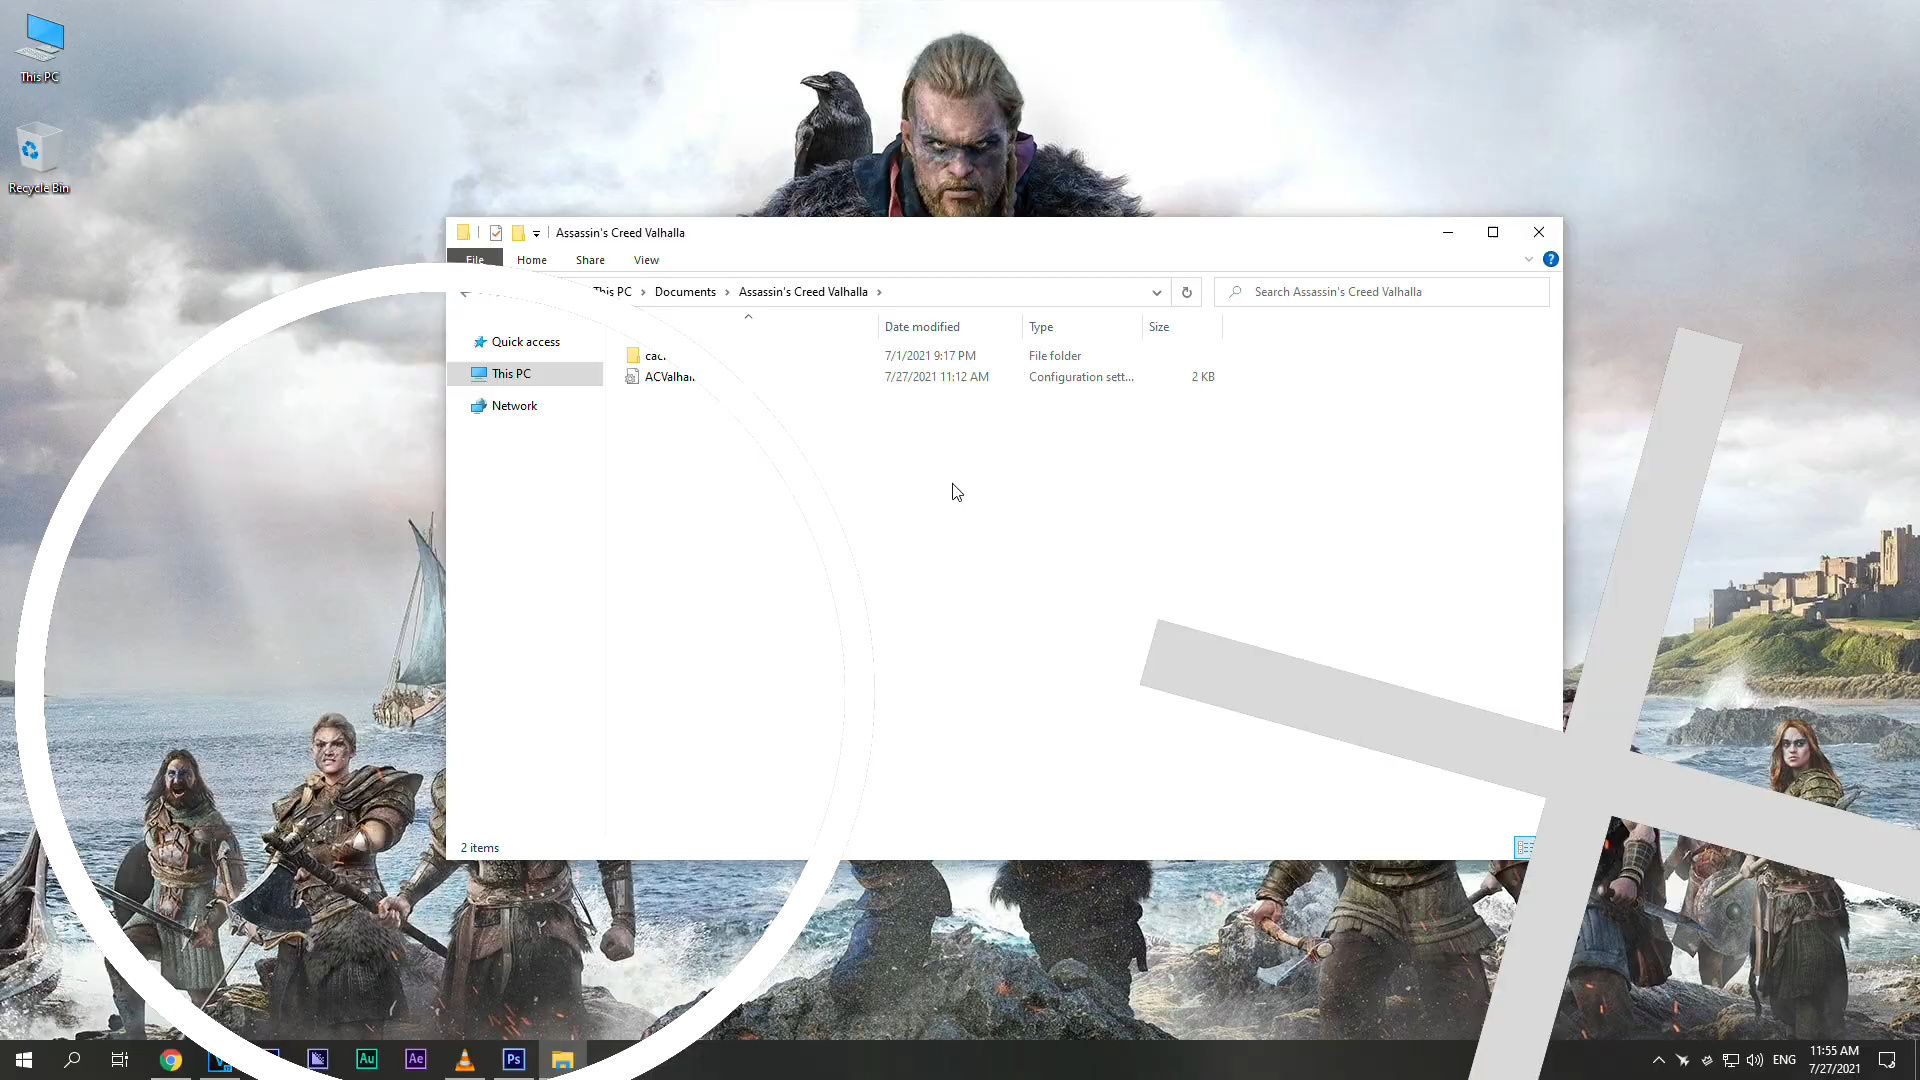 This PC
Recycle Bin
Assassin's Creed Valhalla
File Home Share View
This PC Documents Assassin's Creed Valhalla
Search Assassin's Creed Valhalla
Date modified Type Size
7/1/2021 9:17 PM File folder
7/27/2021 11:12 AM Configuration sett... 2 KB
Quick access
This PC
Network
2 items
Au Ae Ps
ENG
11:55 AM
7/27/2021